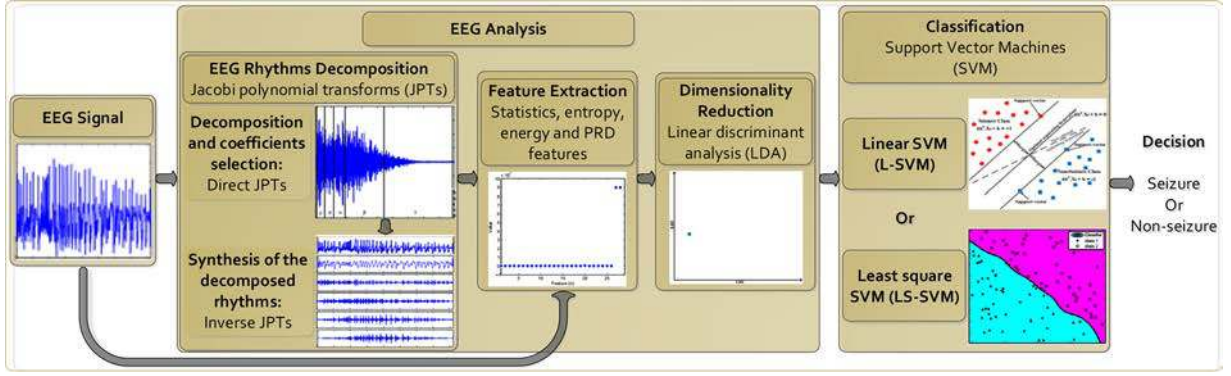 EEG Signal
EEG Analysis
EEG Rhythms Decomposition
Jacobi polynomial transforms (JPTs)
Decomposition
and coefficients
selection:
Direct JPTs
Synthesis of the
decomposed
rhythms:
Inverse JPTs
Feature Extraction
Statistics, entropy,
energy and PRD
features
Dimensionality
Reduction
Linear discriminant
analysis (LDA)
Classification
Support Vector Machines
(SVM)
Linear SVM
(L-SVM)
Or
Least square
SVM (LS-SVM)
Decision
Seizure
Or
Non-seizure